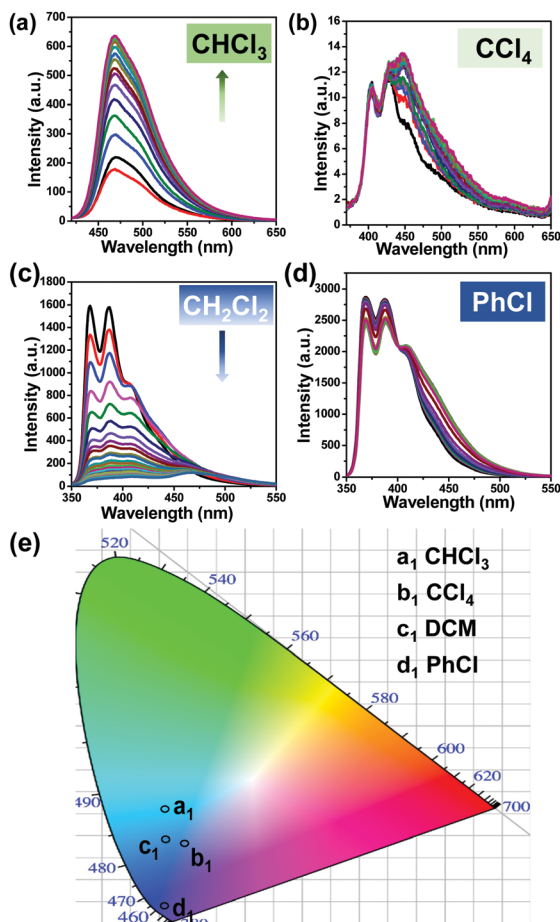 (a)
CHCl₃
Intensity (a.u.)
700
600
500
400
300
200
100
0
450 500 550 600 650
Wavelength (nm)
(b)
CCl₄
Intensity (a.u.)
16
14
12
10
8
6
4
2
0
400 450 500 550 600 650
Wavelength (nm)
(c)
CH₂Cl₂
Intensity (a.u.)
1800
1600
1400
1200
1000
800
600
400
200
0
350 400 450 500 550
Wavelength (nm)
(d)
PhCl
Intensity (a.u.)
3000
2500
2000
1500
1000
500
0
350 400 450 500 550
Wavelength (nm)
(e)
a₁ CHCl₃
b₁ CCl₄
c₁ DCM
d₁ PhCl
520
540
560
580
600
620
700
490
480
470
460
a₁
c₁
b₁
d₁